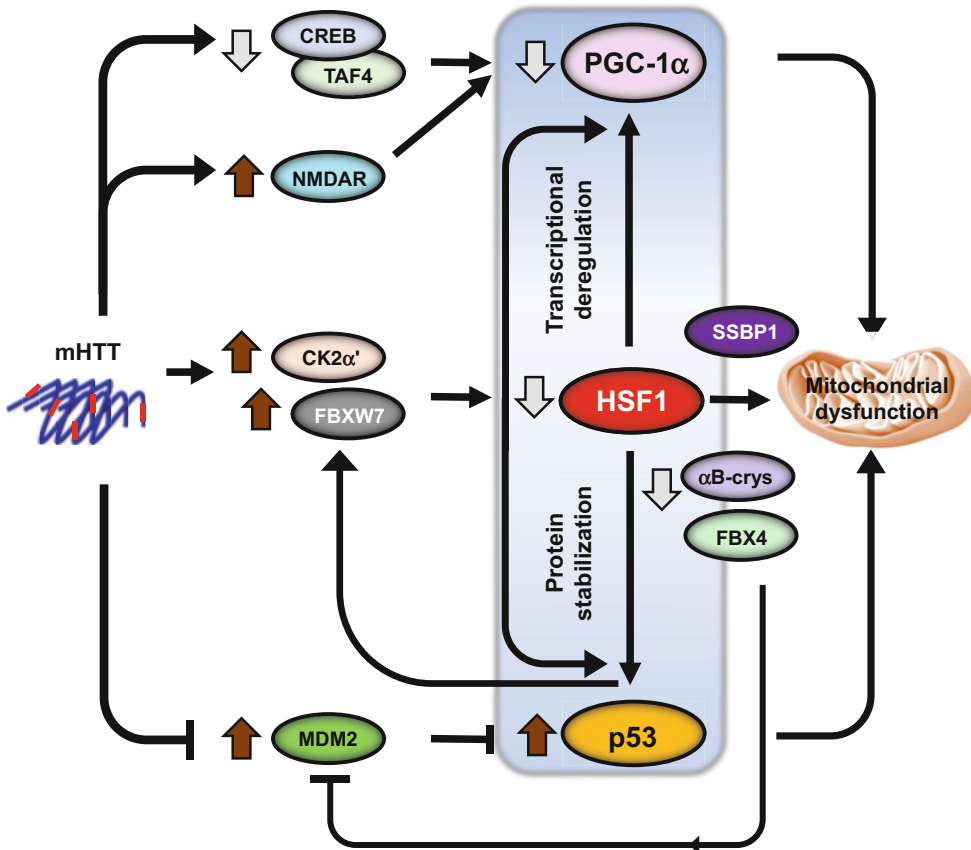 CREB
TAF4
PGC-1α
NMDAR
Transcriptional
deregulation
SSBP1
mHTT
CK2α'
FBXW7
HSF1
Mitochondrial
dysfunction
αB-crys
FBX4
Protein
stabilization
MDM2
p53